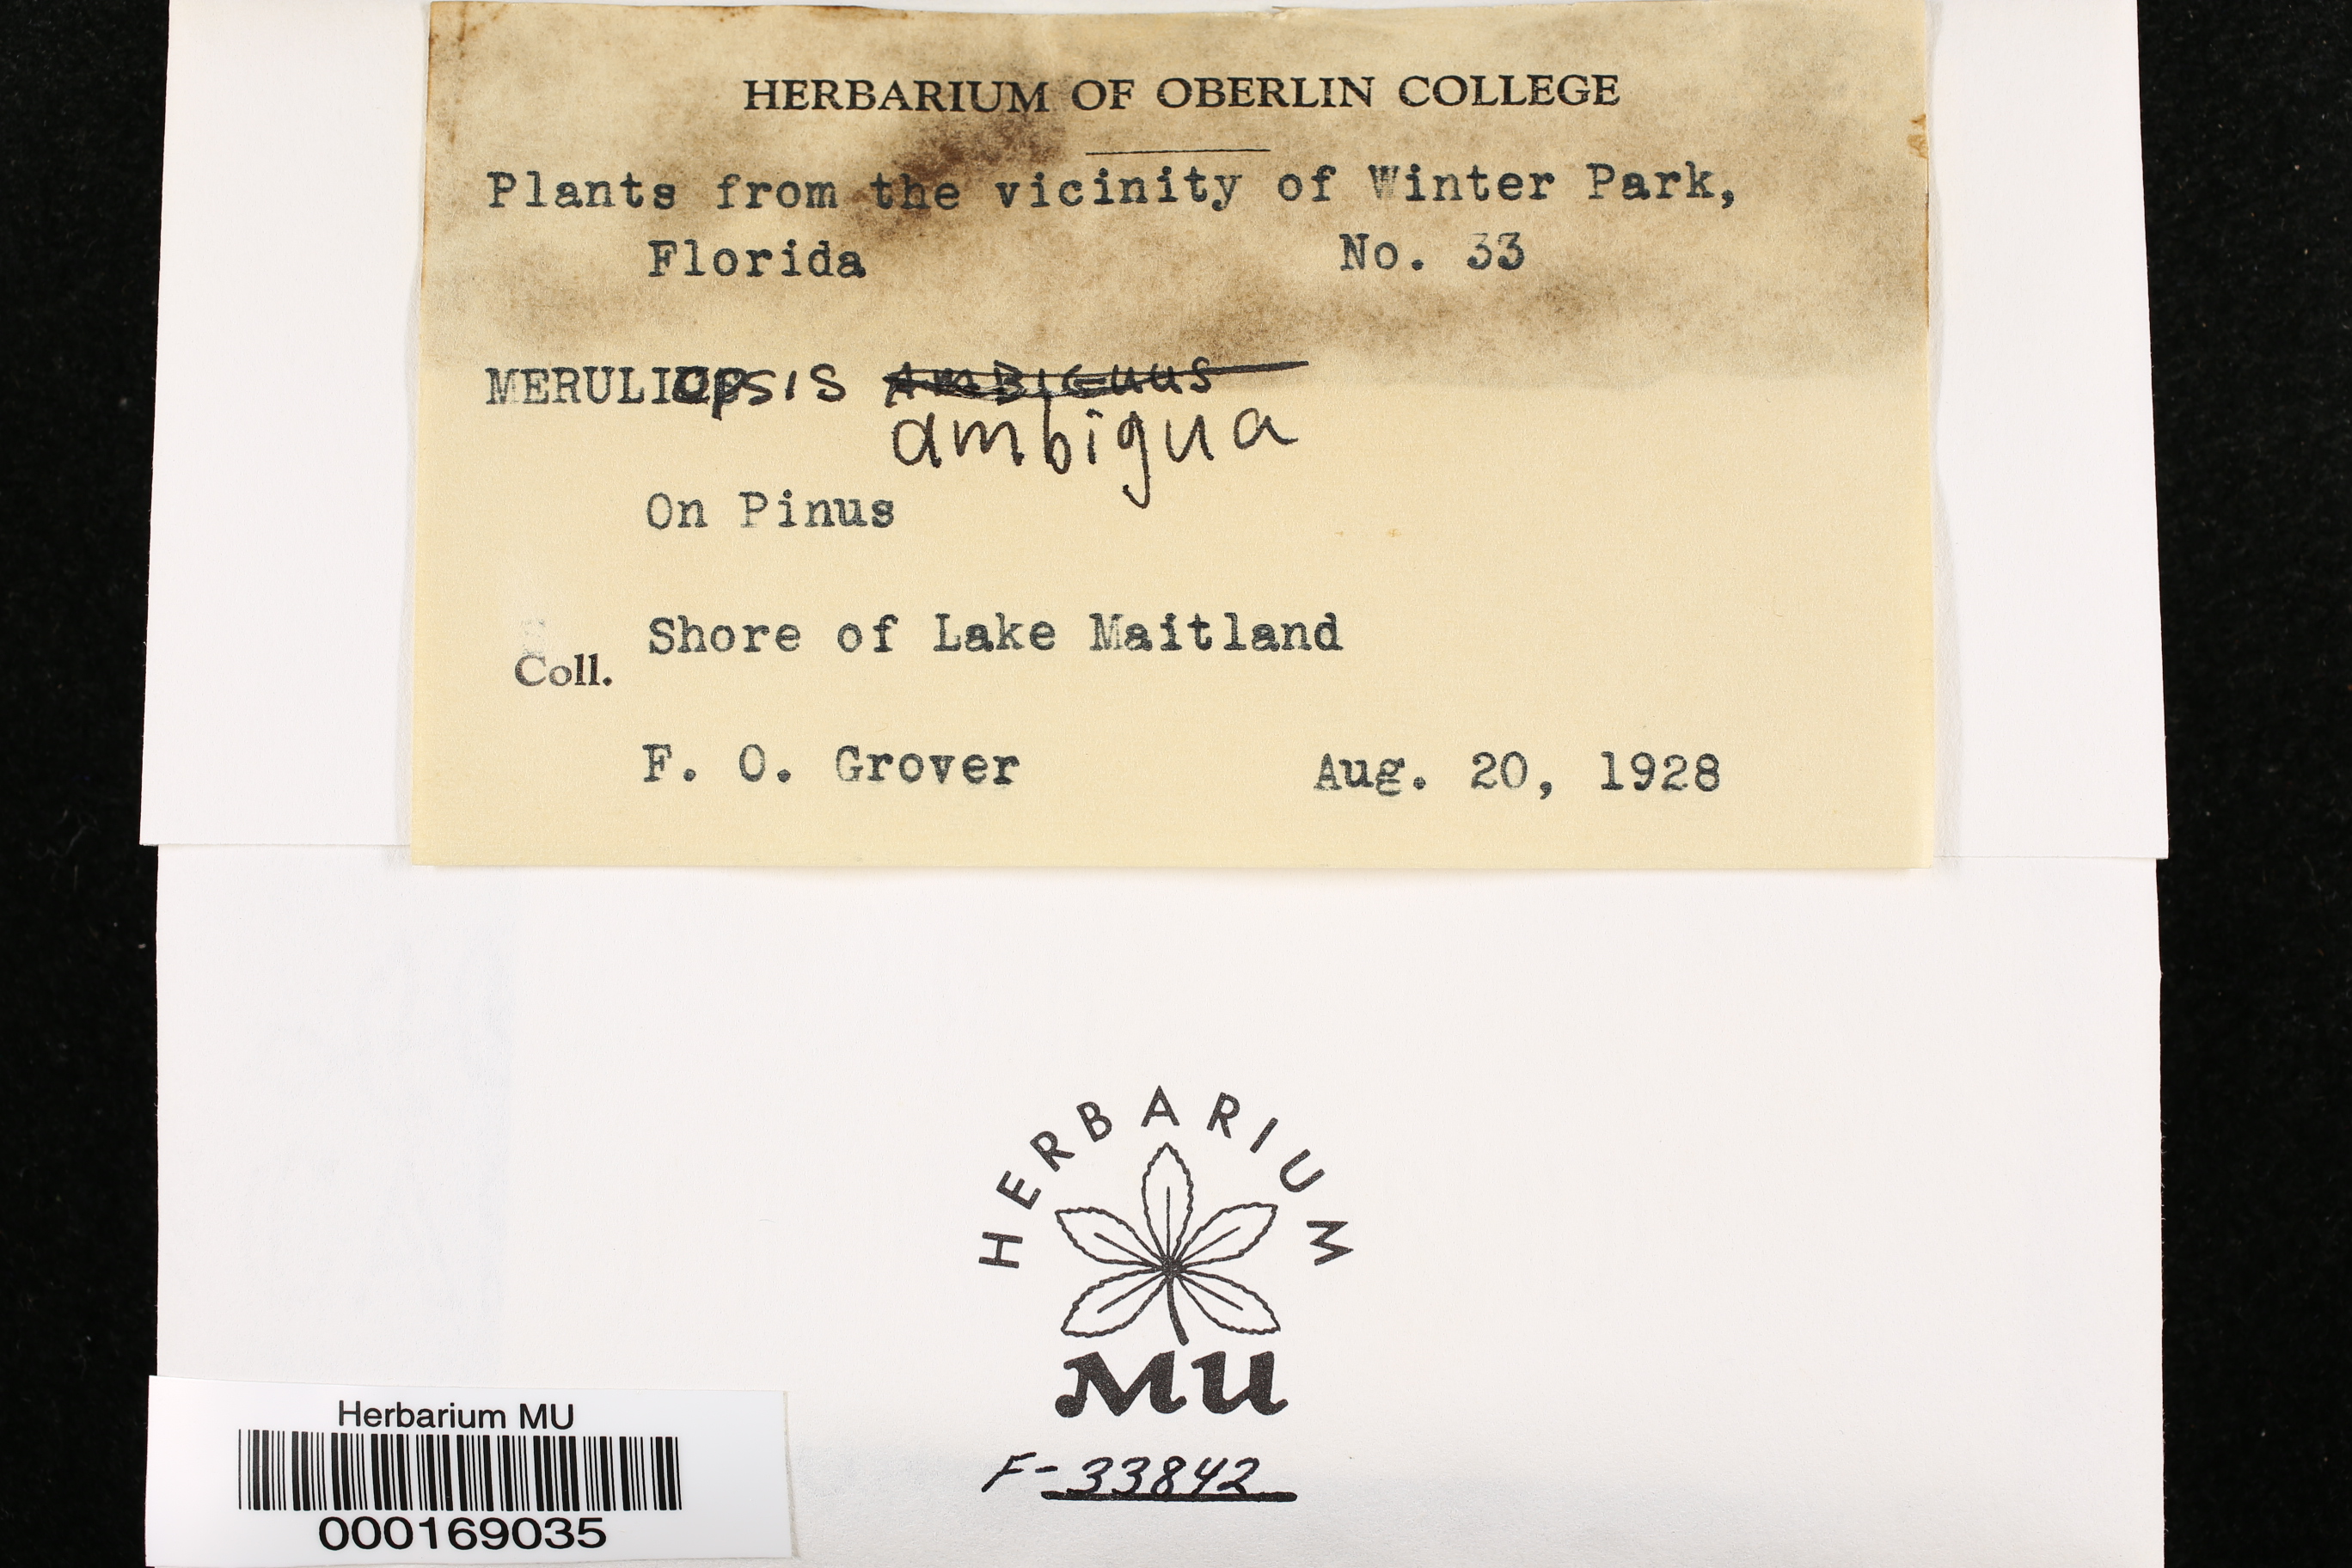 HERBARIUM OF OBERLIN COLLEGE
Plants from the vicinity of Winter Park,
Florida No. 33
MERULIOPSIS AMBIGUUS
ambigua
On Pinus
Shore of Lake Maitland
Coll.
F. O. Grover Aug. 20, 1928
HERBARIUM
MU
F-33842
Herbarium MU
000169035